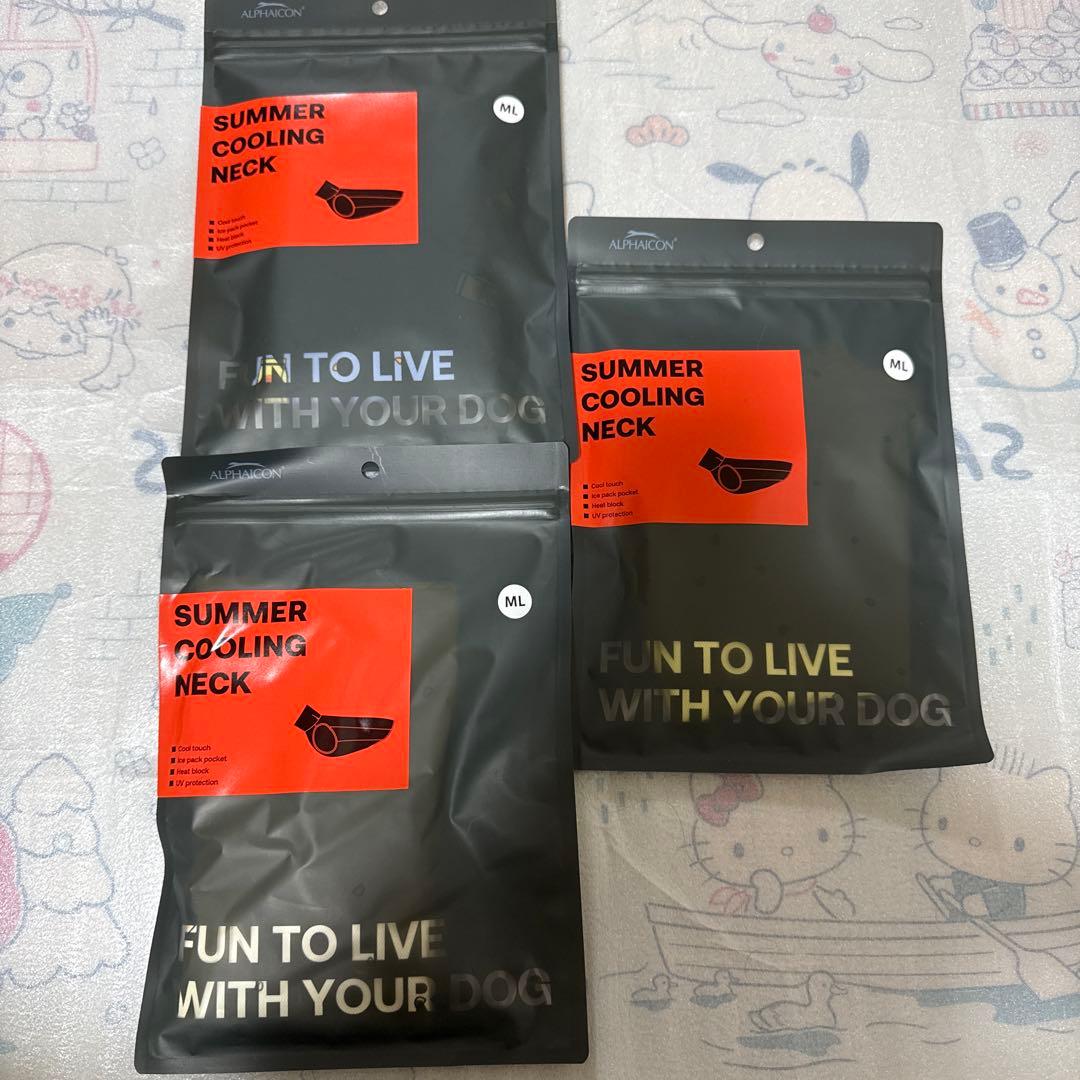 ALPHAICON®
SUMMER
COOLING
NECK
ML
Cool touch
Ice pack pocket
Heat block
UV protection
FUN TO LIVE
WITH YOUR DOG
ALPHAICON®
SUMMER
COOLING
NECK
ML
Cool touch
Ice pack pocket
Heat block
UV protection
FUN TO LIVE
WITH YOUR DOG
ALPHAICON®
SUMMER
COOLING
NECK
ML
Cool touch
Ice pack pocket
Heat block
UV protection
FUN TO LIVE
WITH YOUR DOG